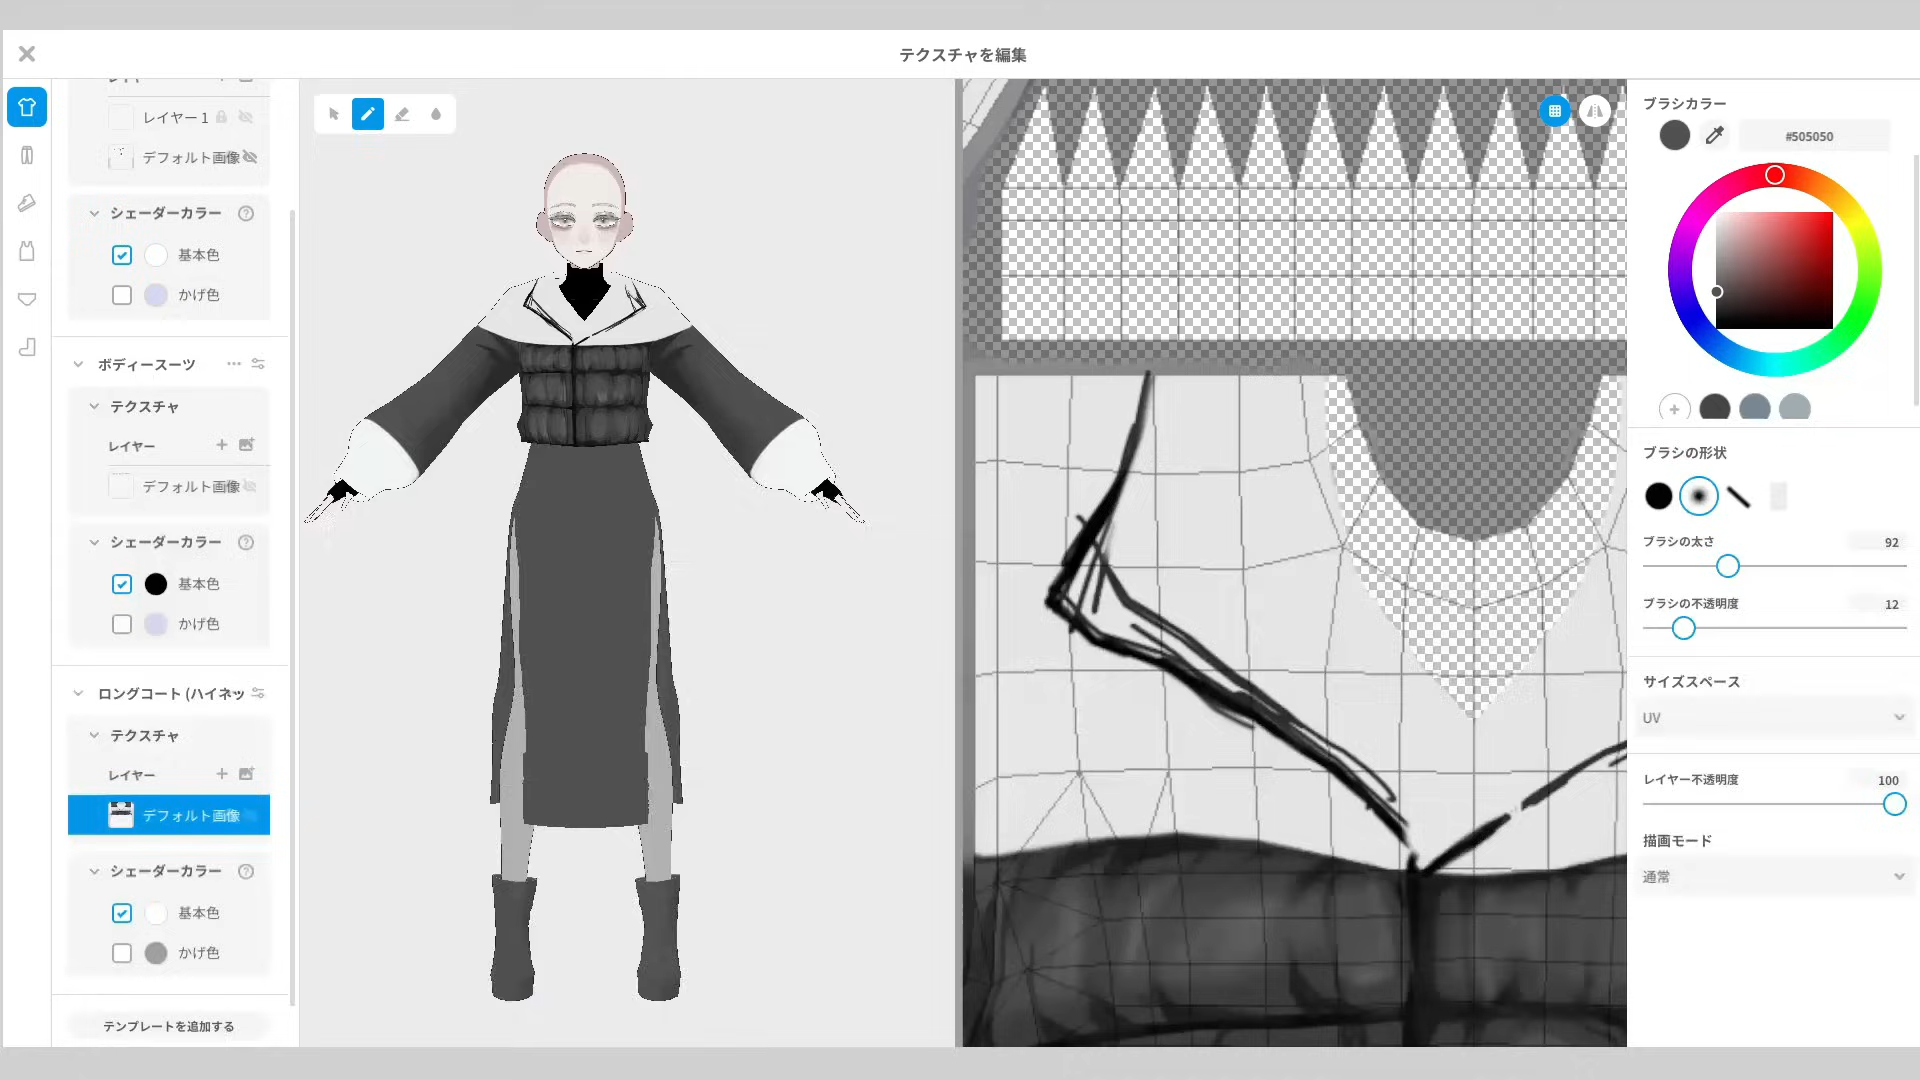 テクスチャを編集
レイヤー 1
デフォルト画像
シェーダーカラー
基本色
かげ色
ボディースーツ
テクスチャ
レイヤー
デフォルト画像
シェーダーカラー
基本色
かげ色
ロングコート (ハイネッ
テクスチャ
レイヤー
デフォルト画像
シェーダーカラー
基本色
かげ色
テンプレートを追加する
ブラシカラー
#505050
ブラシの形状
ブラシの太さ 92
ブラシの不透明度 12
サイズスペース
UV
レイヤー不透明度 100
描画モード
通常